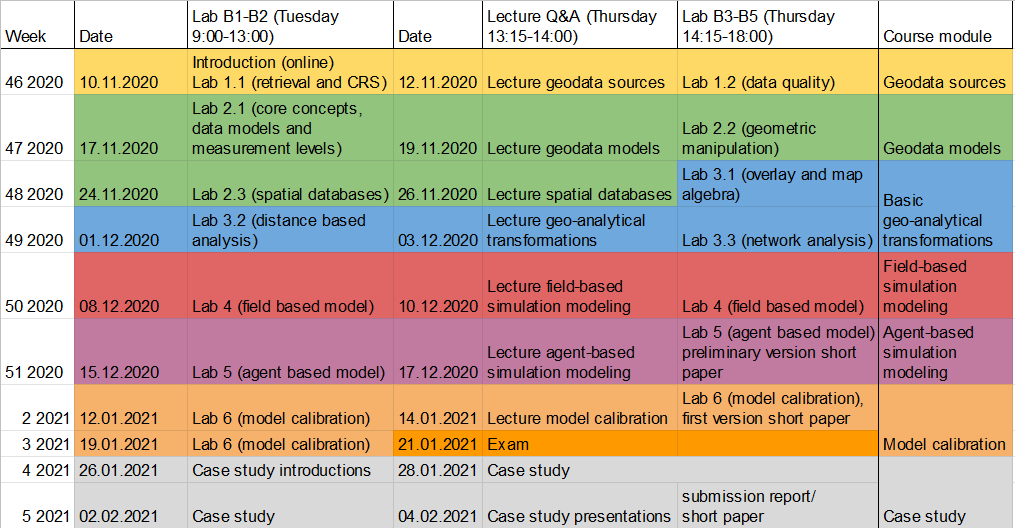 Week Date Lab B1-B2 (Tuesday 9:00-13:00) Date Lecture Q&A (Thursday 13:15-14:00) Lab B3-B5 (Thursday 14:15-18:00) Course module
46 2020 10.11.2020 Introduction (online) Lab 1.1 (retrieval and CRS) 12.11.2020 Lecture geodata sources Lab 1.2 (data quality) Geodata sources
47 2020 17.11.2020 Lab 2.1 (core concepts, data models and measurement levels) 19.11.2020 Lecture geodata models Lab 2.2 (geometric manipulation) Geodata models
48 2020 24.11.2020 Lab 2.3 (spatial databases) 26.11.2020 Lecture spatial databases Lab 3.1 (overlay and map algebra) Basic geo-analytical transformations
49 2020 01.12.2020 Lab 3.2 (distance based analysis) 03.12.2020 Lecture geo-analytical transformations Lab 3.3 (network analysis)
50 2020 08.12.2020 Lab 4 (field based model) 10.12.2020 Lecture field-based simulation modeling Lab 4 (field based model) Field-based simulation modeling
51 2020 15.12.2020 Lab 5 (agent based model) 17.12.2020 Lecture agent-based simulation modeling Lab 5 (agent based model) preliminary version short paper Agent-based simulation modeling
2 2021 12.01.2021 Lab 6 (model calibration) 14.01.2021 Lecture model calibration Lab 6 (model calibration), first version short paper
3 2021 19.01.2021 Lab 6 (model calibration) 21.01.2021 Exam Model calibration
4 2021 26.01.2021 Case study introductions 28.01.2021 Case study
5 2021 02.02.2021 Case study 04.02.2021 Case study presentations submission report/ short paper Case study